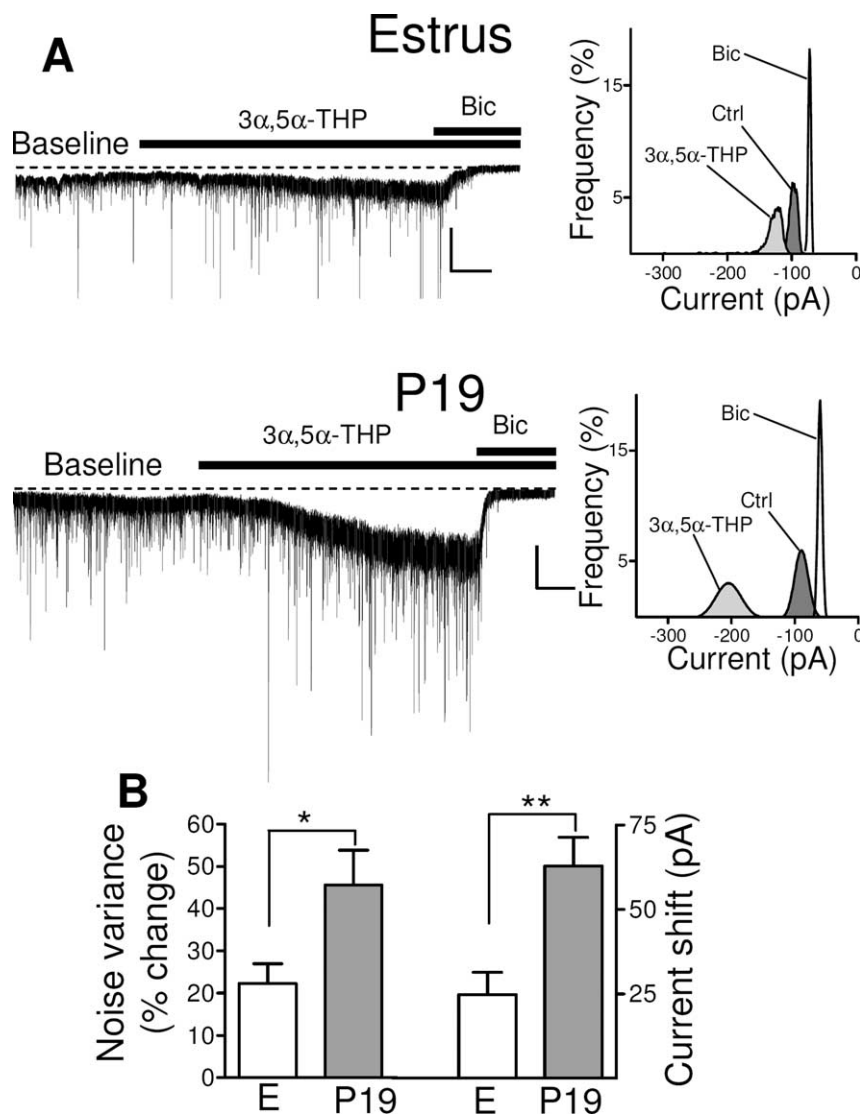 A
Estrus
3α,5α-THP
Bic
Baseline
Frequency (%)
15
5
Bic
Ctrl
3α,5α-THP
-300 -200 -100 0
Current (pA)
P19
3α,5α-THP
Bic
Baseline
Frequency (%)
15
5
Bic
Ctrl
3α,5α-THP
-300 -200 -100 0
Current (pA)
B
Noise variance
(% change)
60
50
40
30
20
10
0
*
**
75
50
25
Current shift (pA)
E P19 E P19